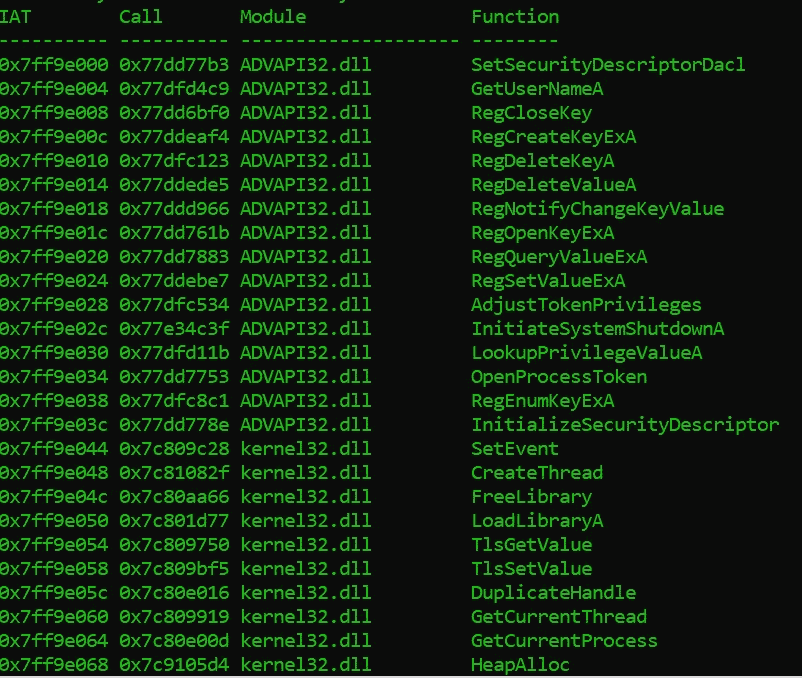 IAT Call Module Function
---------- ---------- -------------------- --------
0x7ff9e000 0x77dd77b3 ADVAPI32.dll SetSecurityDescriptorDacl
0x7ff9e004 0x77dfd4c9 ADVAPI32.dll GetUserNameA
0x7ff9e008 0x77dd6bf0 ADVAPI32.dll RegCloseKey
0x7ff9e00c 0x77ddeaf4 ADVAPI32.dll RegCreateKeyExA
0x7ff9e010 0x77dfc123 ADVAPI32.dll RegDeleteKeyA
0x7ff9e014 0x77ddede5 ADVAPI32.dll RegDeleteValueA
0x7ff9e018 0x77ddd966 ADVAPI32.dll RegNotifyChangeKeyValue
0x7ff9e01c 0x77dd761b ADVAPI32.dll RegOpenKeyExA
0x7ff9e020 0x77dd7883 ADVAPI32.dll RegQueryValueExA
0x7ff9e024 0x77ddebe7 ADVAPI32.dll RegSetValueExA
0x7ff9e028 0x77dfc534 ADVAPI32.dll AdjustTokenPrivileges
0x7ff9e02c 0x77e34c3f ADVAPI32.dll InitiateSystemShutdownA
0x7ff9e030 0x77dfd11b ADVAPI32.dll LookupPrivilegeValueA
0x7ff9e034 0x77dd7753 ADVAPI32.dll OpenProcessToken
0x7ff9e038 0x77dfc8c1 ADVAPI32.dll RegEnumKeyExA
0x7ff9e03c 0x77dd778e ADVAPI32.dll InitializeSecurityDescriptor
0x7ff9e044 0x7c809c28 kernel32.dll SetEvent
0x7ff9e048 0x7c81082f kernel32.dll CreateThread
0x7ff9e04c 0x7c80aa66 kernel32.dll FreeLibrary
0x7ff9e050 0x7c801d77 kernel32.dll LoadLibraryA
0x7ff9e054 0x7c809750 kernel32.dll TlsGetValue
0x7ff9e058 0x7c809bf5 kernel32.dll TlsSetValue
0x7ff9e05c 0x7c80e016 kernel32.dll DuplicateHandle
0x7ff9e060 0x7c809919 kernel32.dll GetCurrentThread
0x7ff9e064 0x7c80e00d kernel32.dll GetCurrentProcess
0x7ff9e068 0x7c9105d4 kernel32.dll HeapAlloc